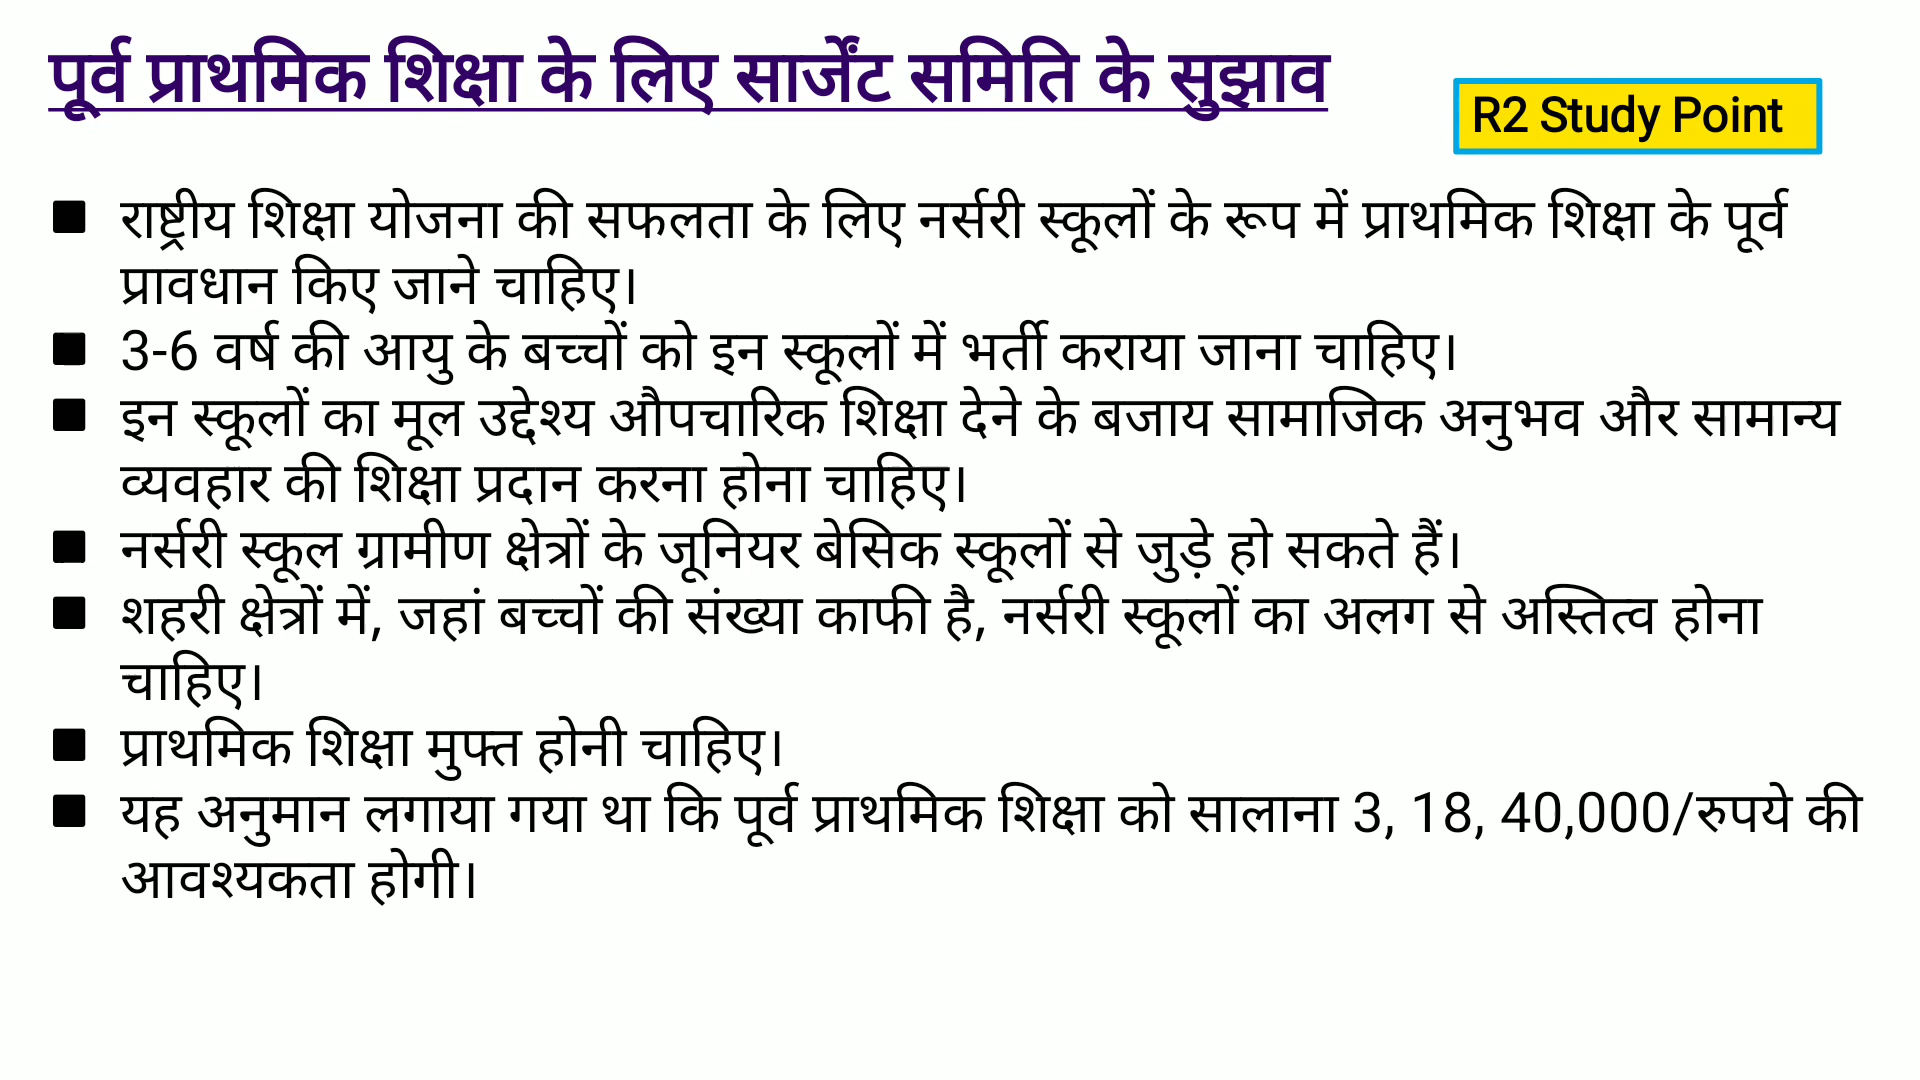 पूर्व प्राथमिक शिक्षा के लिए सार्जेंट समिति के सुझाव
R2 Study Point
■ राष्ट्रीय शिक्षा योजना की सफलता के लिए नर्सरी स्कूलों के रूप में प्राथमिक शिक्षा के पूर्व
प्रावधान किए जाने चाहिए।
■ 3-6 वर्ष की आयु के बच्चों को इन स्कूलों में भर्ती कराया जाना चाहिए।
■ इन स्कूलों का मूल उद्देश्य औपचारिक शिक्षा देने के बजाय सामाजिक अनुभव और सामान्य
व्यवहार की शिक्षा प्रदान करना होना चाहिए।
■ नर्सरी स्कूल ग्रामीण क्षेत्रों के जूनियर बेसिक स्कूलों से जुड़े हो सकते हैं।
■ शहरी क्षेत्रों में, जहां बच्चों की संख्या काफी है, नर्सरी स्कूलों का अलग से अस्तित्व होना
चाहिए।
■ प्राथमिक शिक्षा मुफ्त होनी चाहिए।
■ यह अनुमान लगाया गया था कि पूर्व प्राथमिक शिक्षा को सालाना 3, 18, 40,000/रुपये की
आवश्यकता होगी।